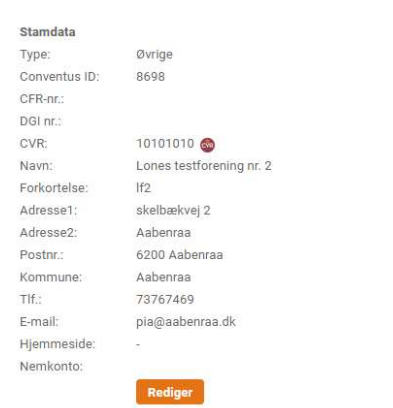 Stamdata
Type: Øvrige
Conventus ID: 8698
CFR-nr.:
DGI nr.:
CVR: 10101010 CVR
Navn: Lones testforening nr. 2
Forkortelse: lf2
Adresse1: skelbækvej 2
Adresse2: Aabenraa
Postnr.: 6200 Aabenraa
Kommune: Aabenraa
Tlf.: 73767469
E-mail: pia@aabenraa.dk
Hjemmeside: -
Nemkonto:
Rediger